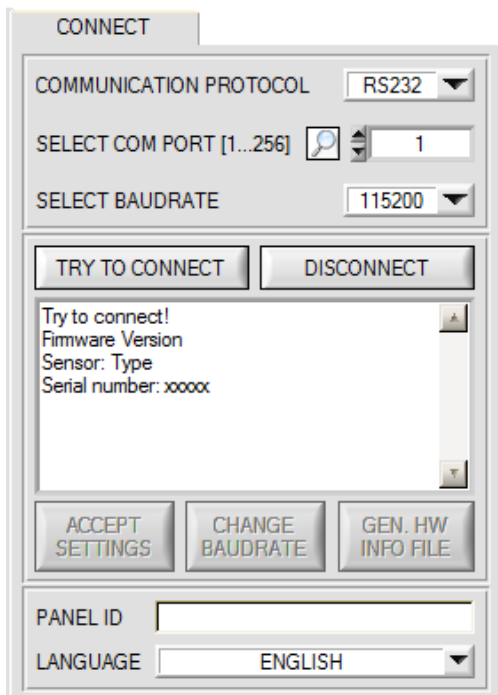 CONNECT
COMMUNICATION PROTOCOL RS232
SELECT COM PORT [1...256] 1
SELECT BAUDRATE 115200
TRY TO CONNECT DISCONNECT
Try to connect!
Firmware Version
Sensor: Type
Serial number: xxxxx
ACCEPT SETTINGS
CHANGE BAUDRATE
GEN. HW INFO FILE
PANEL ID
LANGUAGE ENGLISH